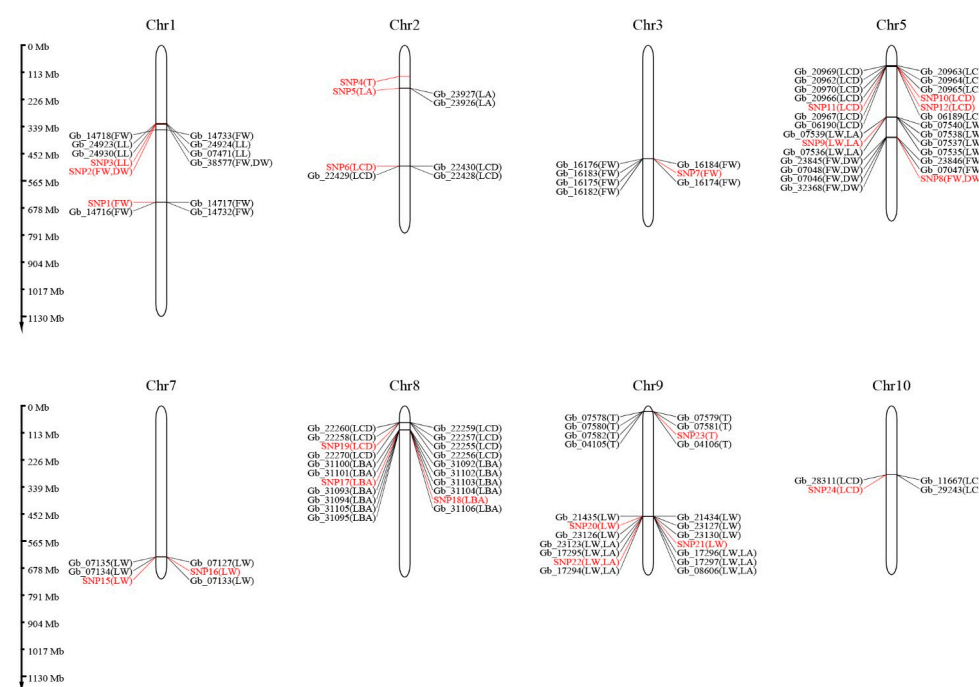 Chr1
Chr2
Chr3
Chr5
0 Mb
113 Mb
226 Mb
339 Mb
452 Mb
565 Mb
678 Mb
791 Mb
904 Mb
1017 Mb
1130 Mb
Gb_14718(FW)
Gb_24923(LL)
Gb_24930(LL)
SNP3(LL)
SNP2(FW,DW)
SNP1(FW)
Gb_14716(FW)
Gb_14733(FW)
Gb_24924(LL)
Gb_07471(LL)
Gb_38577(FW,DW)
Gb_14717(FW)
Gb_14732(FW)
SNP4(T)
SNP5(LA)
SNP6(LCD)
Gb_22429(LCD)
Gb_23927(LA)
Gb_23926(LA)
Gb_22430(LCD)
Gb_22428(LCD)
Gb_16176(FW)
Gb_16183(FW)
Gb_16175(FW)
Gb_16182(FW)
Gb_16184(FW)
SNP7(FW)
Gb_16174(FW)
Gb_20969(LCD)
Gb_20962(LCD)
Gb_20970(LCD)
Gb_20966(LCD)
SNP11(LCD)
Gb_20967(LCD)
Gb_06190(LCD)
Gb_07539(LW,LA)
SNP9(LW,LA)
Gb_07536(LW,LA)
Gb_23845(FW,DW)
Gb_07048(FW,DW)
Gb_07046(FW,DW)
Gb_32368(FW,DW)
Gb_20963(LC
Gb_20964(LC
Gb_20965(LC
SNP10(LCD)
SNP12(LCD)
Gb_06189(LC
Gb_07540(LW
Gb_07538(LW
Gb_07537(LW
Gb_07535(LW
Gb_23846(FW
Gb_07047(FW
SNP8(FW,DW
Chr7
Chr8
Chr9
Chr10
0 Mb
113 Mb
226 Mb
339 Mb
452 Mb
565 Mb
678 Mb
791 Mb
904 Mb
1017 Mb
1130 Mb
Gb_07135(LW)
Gb_07134(LW)
SNP15(LW)
Gb_07127(LW)
SNP16(LW)
Gb_07133(LW)
Gb_22260(LCD)
Gb_22258(LCD)
SNP19(LCD)
Gb_22270(LCD)
Gb_31100(LBA)
Gb_31101(LBA)
SNP17(LBA)
Gb_31093(LBA)
Gb_31094(LBA)
Gb_31105(LBA)
Gb_31095(LBA)
Gb_22259(LCD)
Gb_22257(LCD)
Gb_22255(LCD)
Gb_22256(LCD)
Gb_31092(LBA)
Gb_31102(LBA)
Gb_31103(LBA)
Gb_31104(LBA)
SNP18(LBA)
Gb_31106(LBA)
Gb_07578(T)
Gb_07580(T)
Gb_07582(T)
Gb_04105(T)
Gb_07579(T)
Gb_07581(T)
SNP23(T)
Gb_04106(T)
Gb_21435(LW)
SNP20(LW)
Gb_23126(LW)
Gb_23123(LW,LA)
Gb_17295(LW,LA)
SNP22(LW,LA)
Gb_17294(LW,LA)
Gb_21434(LW)
Gb_23127(LW)
Gb_23130(LW)
SNP21(LW)
Gb_17296(LW,LA)
Gb_17297(LW,LA)
Gb_08606(LW,LA)
Gb_28311(LCD)
SNP24(LCD)
Gb_11667(LC
Gb_29243(LC